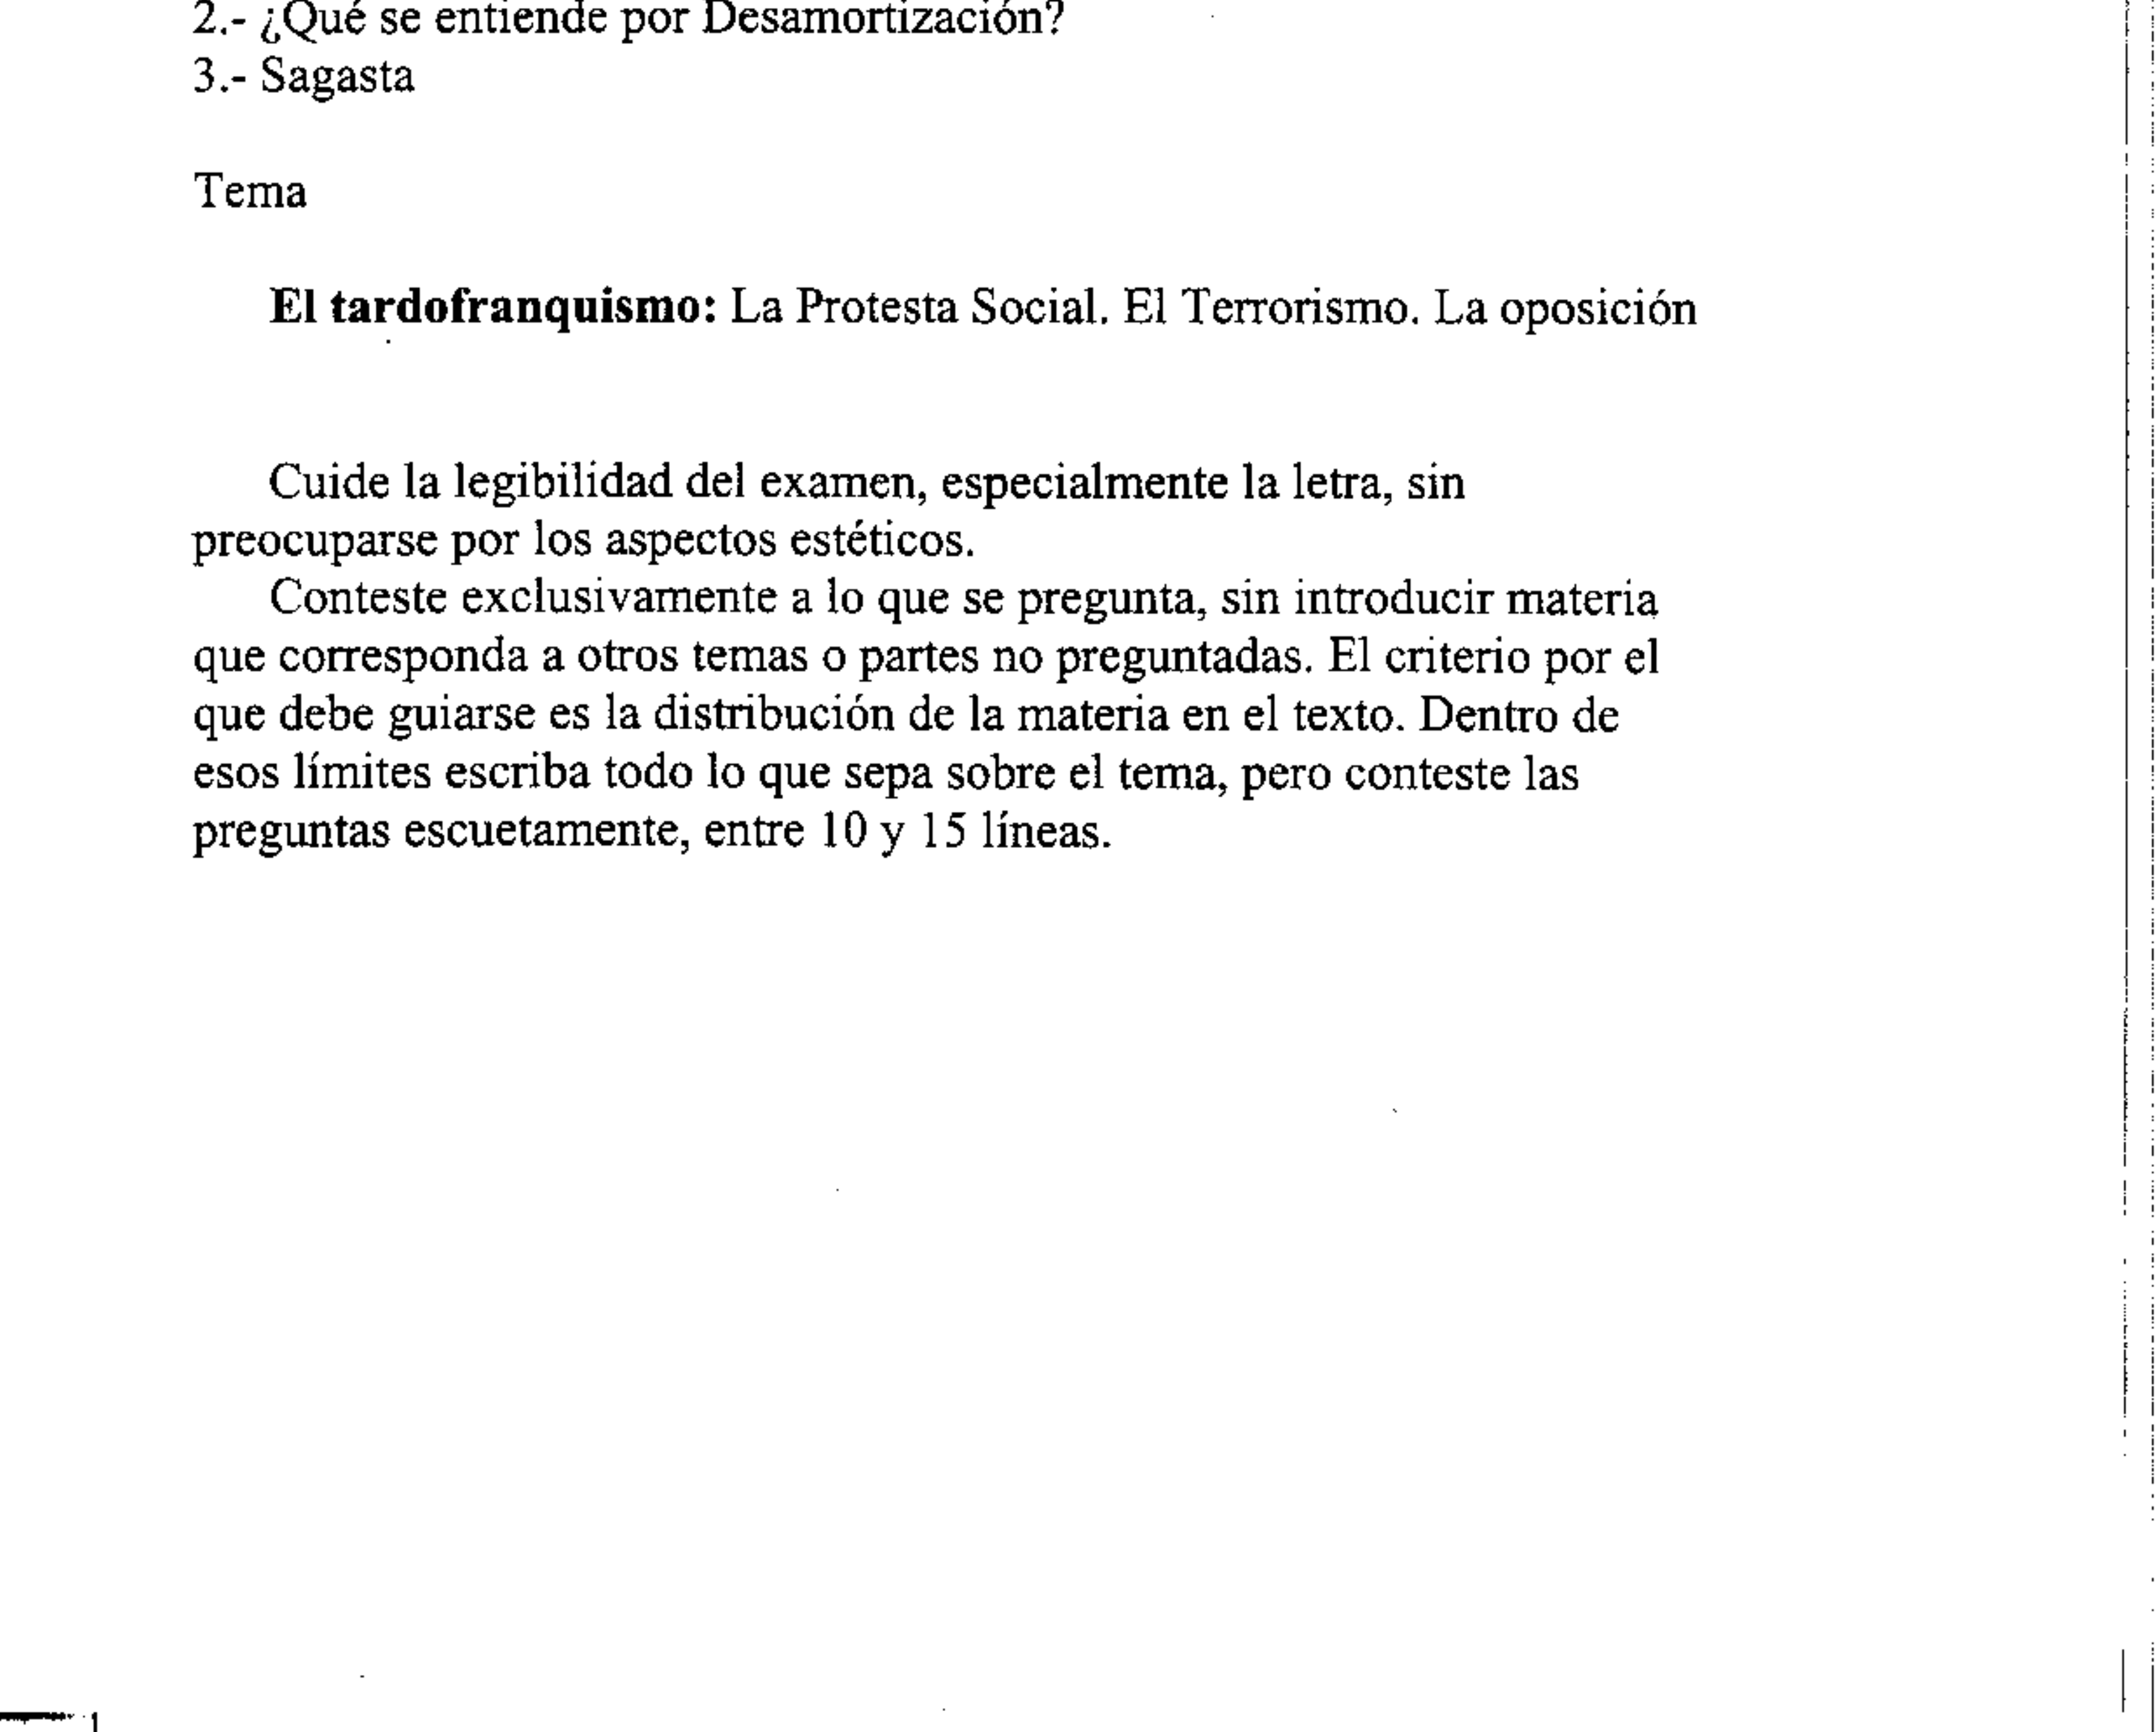 2.- ¿Qué se entiende por Desamortización?
3.- Sagasta
Tema
El tardofranquismo: La Protesta Social. El Terrorismo. La oposición
Cuide la legibilidad del examen, especialmente la letra, sin
preocuparse por los aspectos estéticos.
Conteste exclusivamente a lo que se pregunta, sin introducir materia
que corresponda a otros temas o partes no preguntadas. El criterio por el
que debe guiarse es la distribución de la materia en el texto. Dentro de
esos límites escriba todo lo que sepa sobre el tema, pero conteste las
preguntas escuetamente, entre 10 y 15 líneas.